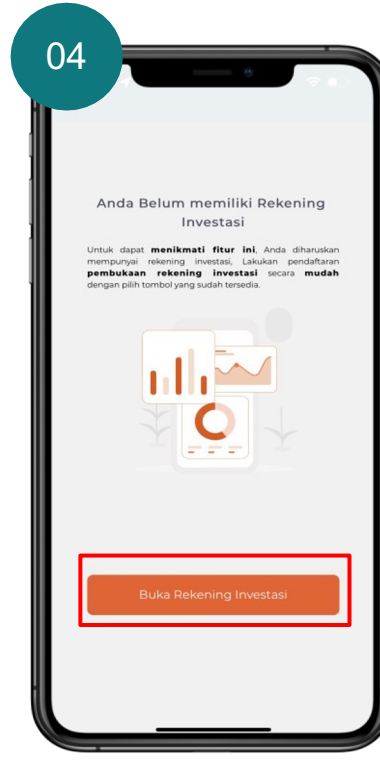 04
Anda Belum memiliki Rekening
Investasi
Untuk dapat menikmati fitur ini, Anda diharuskan
mempunyai rekening investasi, Lakukan pendaftaran
pembukaan rekening investasi secara mudah
dengan pilih tombol yang sudah tersedia.
Buka Rekening Investasi